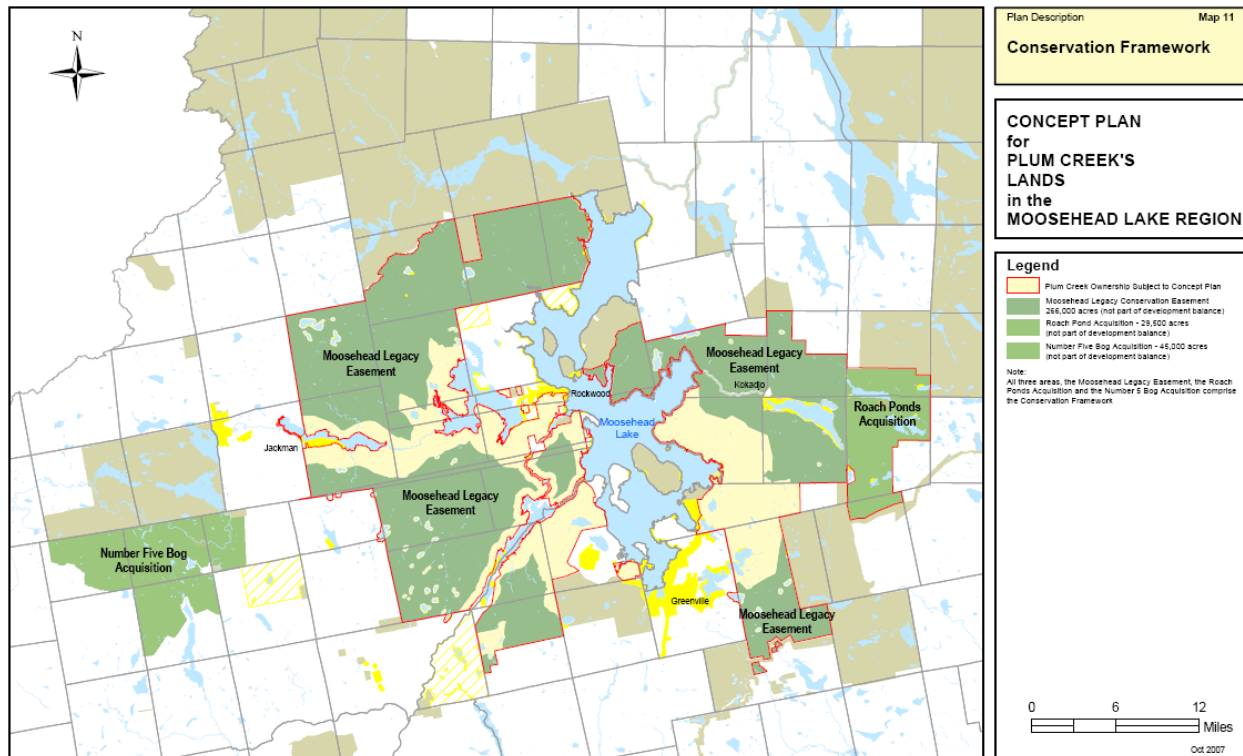 N
Plan Description Map 11
Conservation Framework
CONCEPT PLAN
for
PLUM CREEK'S
LANDS
in the
MOOSEHEAD LAKE REGION
Legend
Plum Creek Ownership Subject to Concept Plan
Moosehead Legacy Conservation Easement
266,000 acres (not part of development balance)
Roach Pond Acquisition - 29,500 acres
(not part of development balance)
Number Five Bog Acquisition - 45,000 acres
(not part of development balance)
Note:
All three areas, the Moosehead Legacy Easement, the Roach
Ponds Acquisition and the Number 5 Bog Acquisition comprise
the Conservation Framework
Moosehead Legacy
Easement
Moosehead Legacy
Easement
Kokadjo
Rockwood
Roach Ponds
Acquisition
Moosehead
Lake
Jackman
Moosehead Legacy
Easement
Number Five Bog
Acquisition
Greenville
Moosehead Legacy
Easement
0 6 12
Miles
Oct 2007